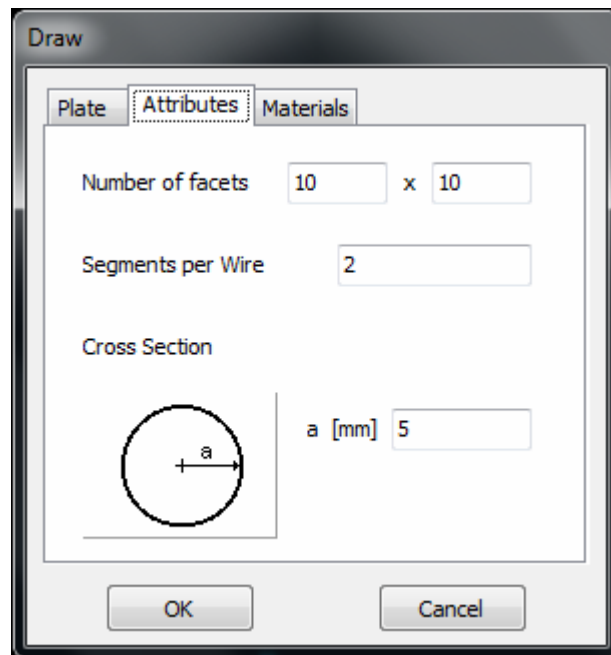 Draw
Plate Attributes Materials
Number of facets 10 x 10
Segments per Wire 2
Cross Section
a
a [mm] 5
OK Cancel